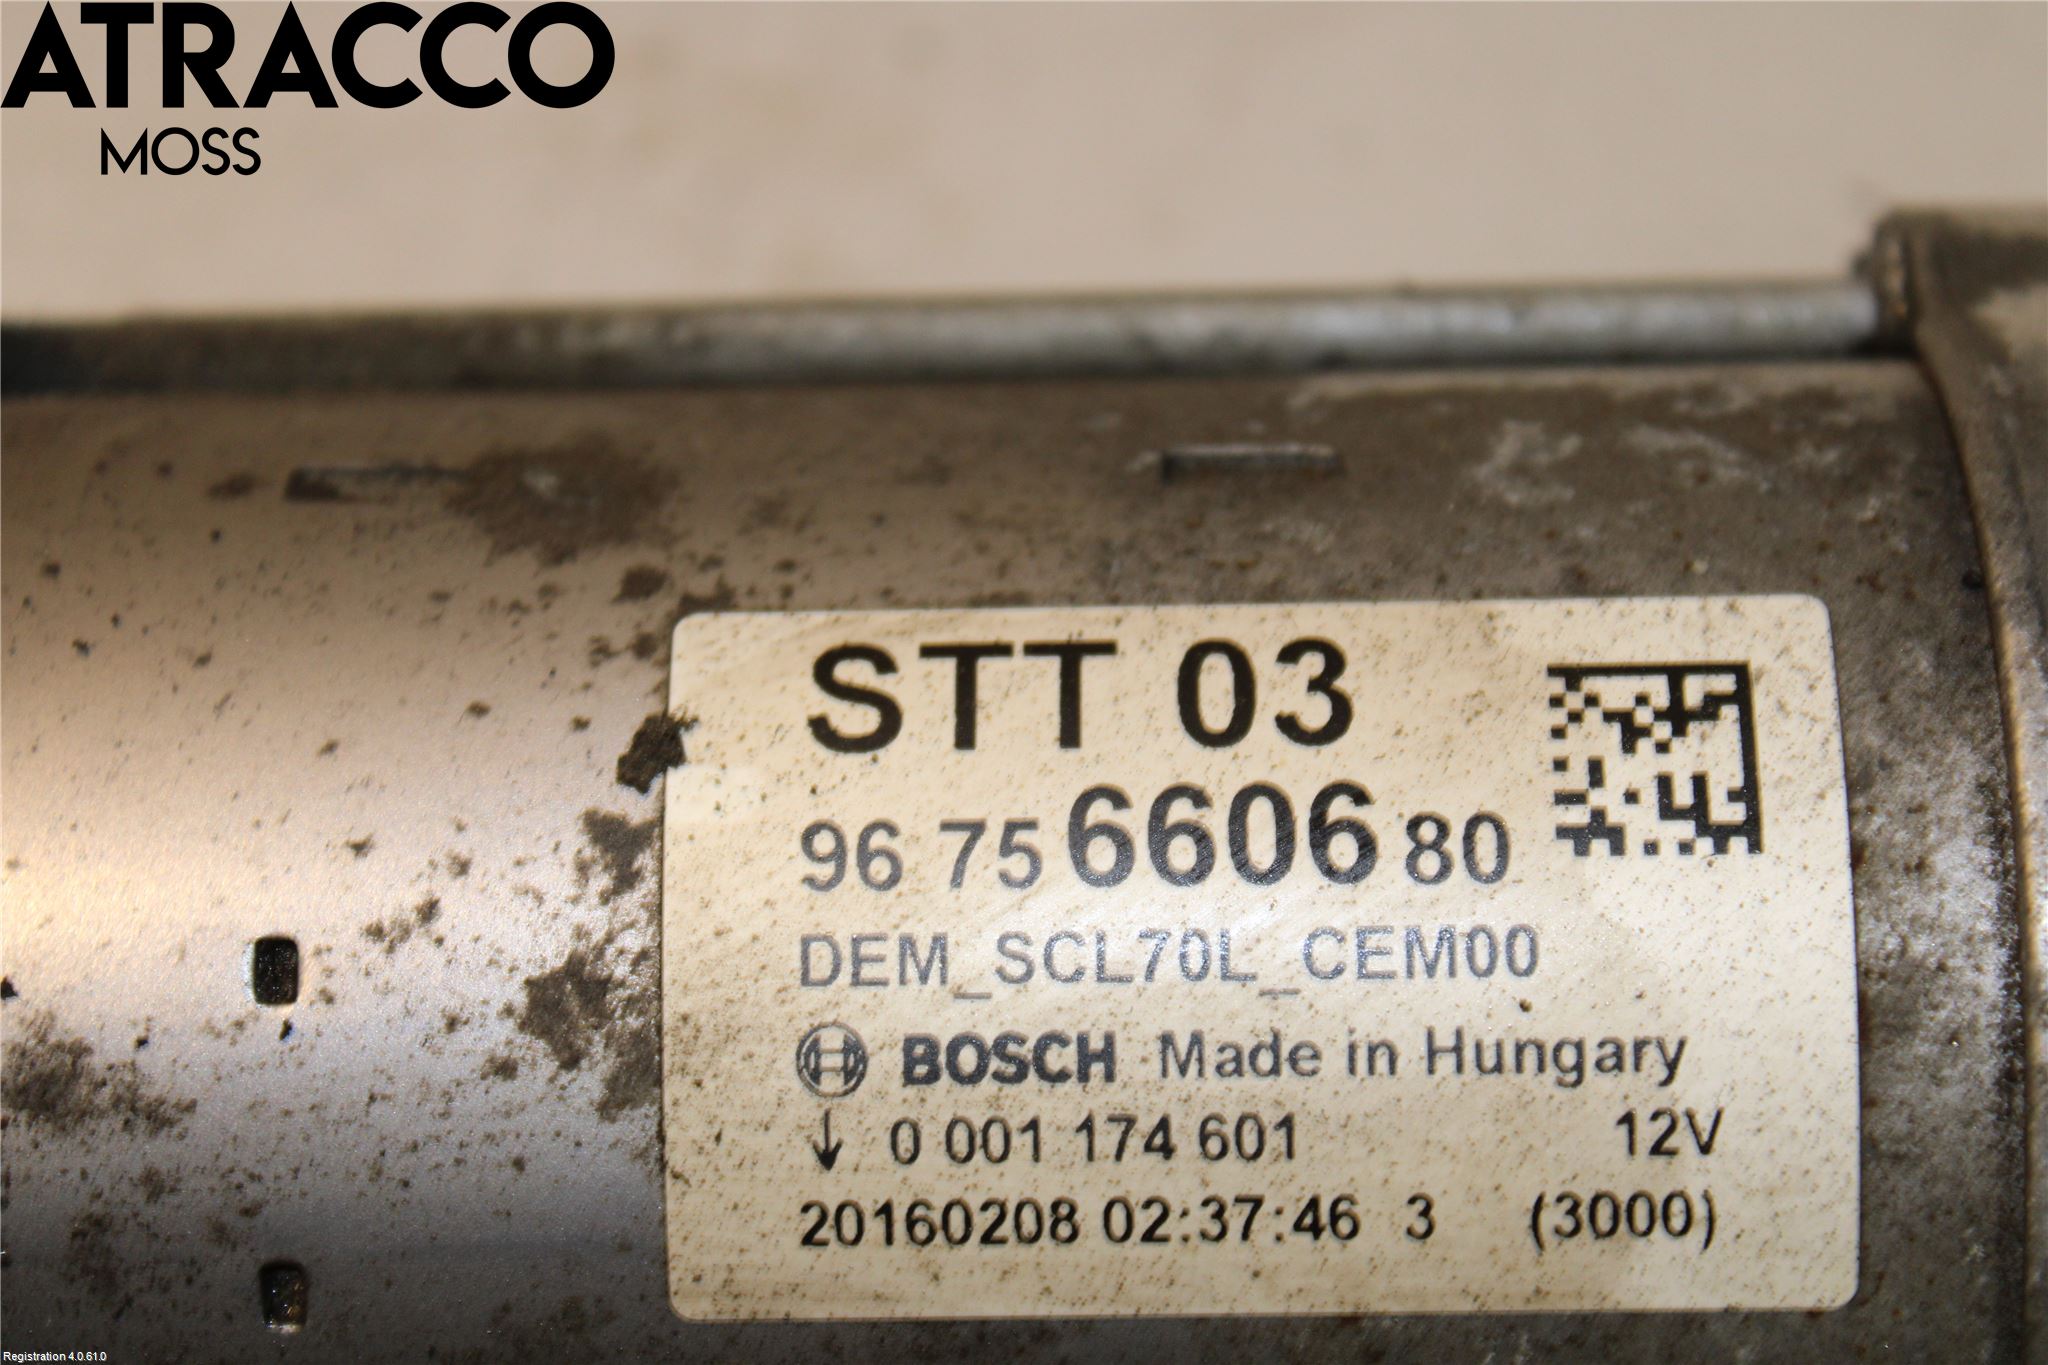 ATRACCO
MOSS
STT 03
96 75 6606 80
DEM_SCL70L_CEM00
BOSCH Made in Hungary
↓ 0 001 174 601 12V
20160208 02:37:46 3 (3000)
Registration 4.0.61.0